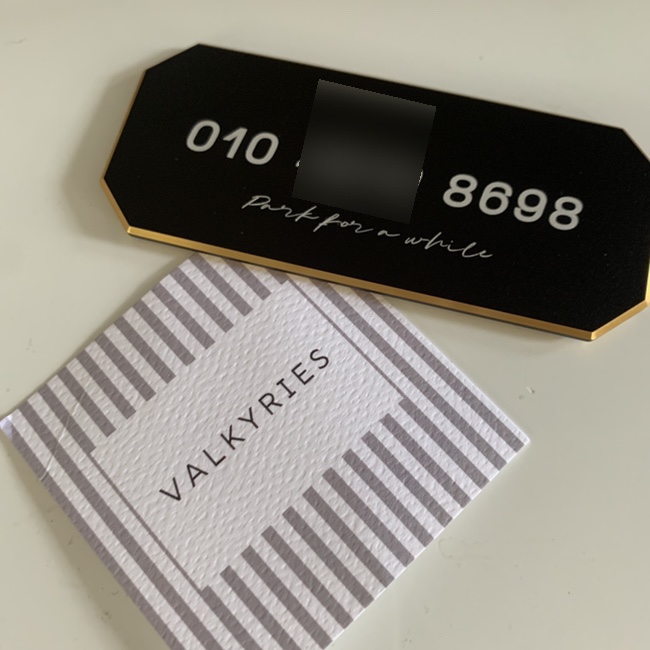 010 8698
Park for a while
VALKYRIES